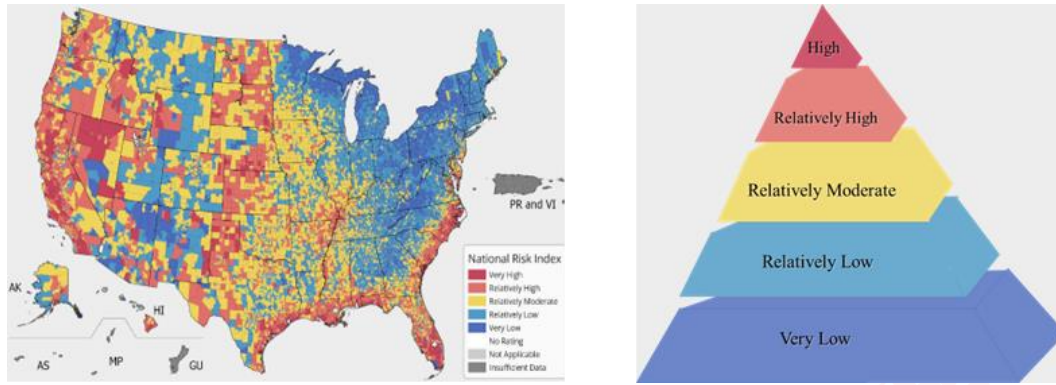 PR and VI
National Risk Index
Very High
Relatively High
Relatively Moderate
Relatively Low
Very Low
No Rating
Not Applicable
Insufficient Data
AK
HI
AS
MP
GU
High
Relatively High
Relatively Moderate
Relatively Low
Very Low